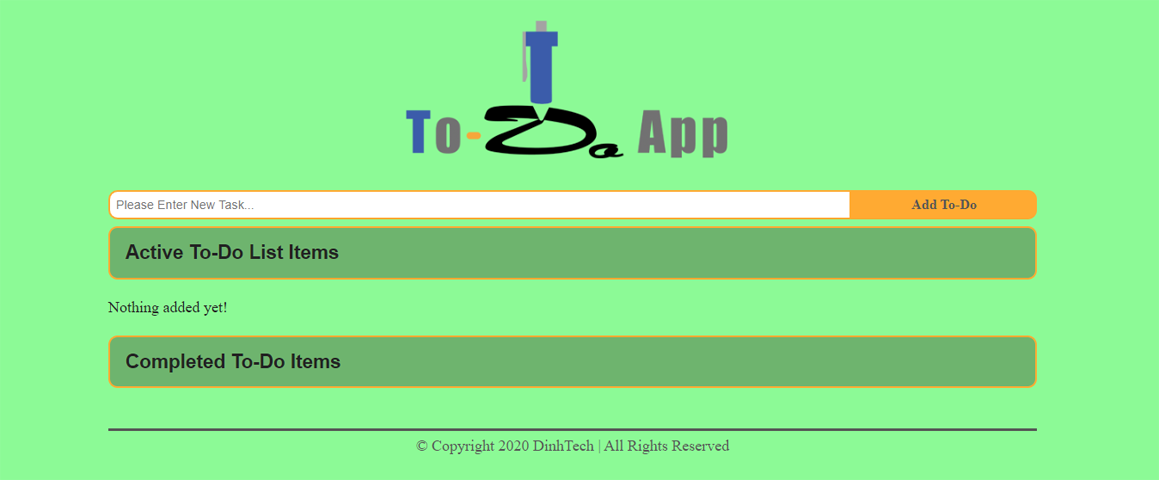 To-Do App
Please Enter New Task...
Add To-Do
Active To-Do List Items
Nothing added yet!
Completed To-Do Items
© Copyright 2020 DinhTech | All Rights Reserved